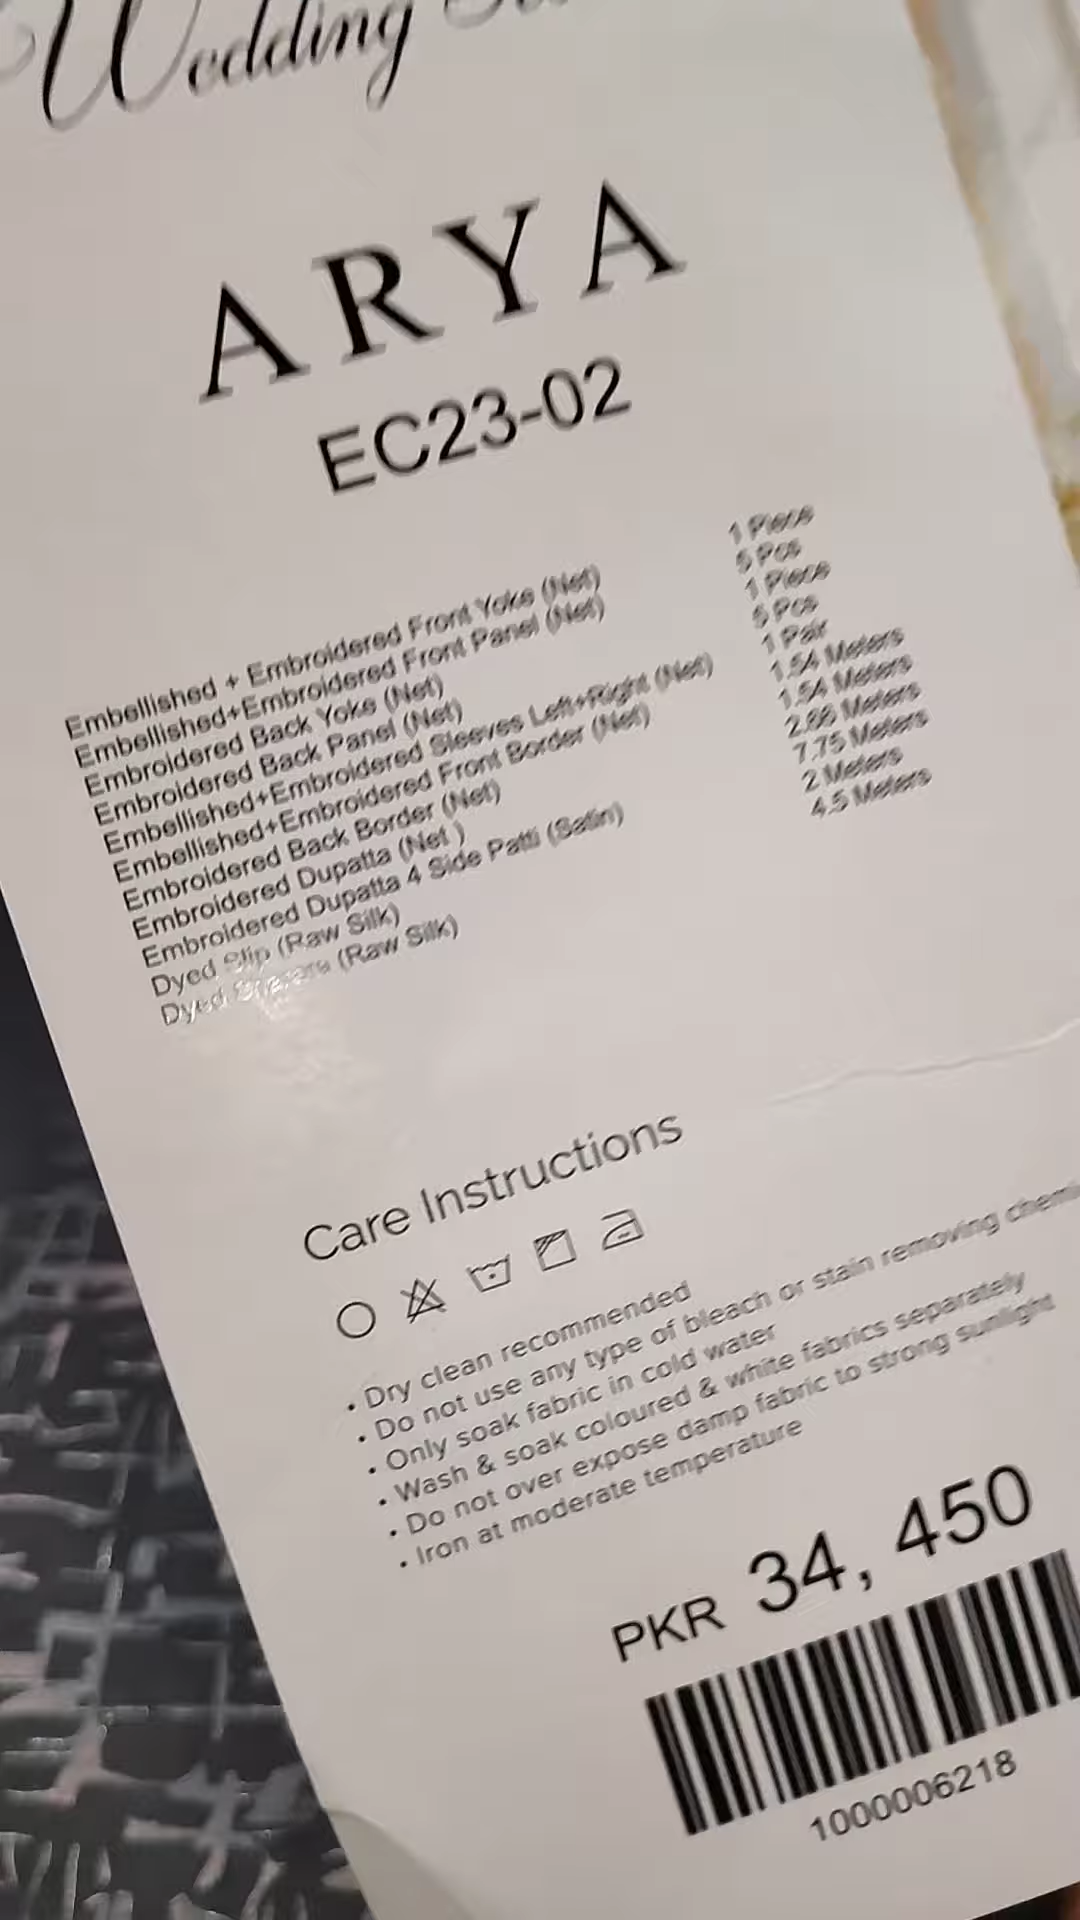 Wedding
ARYA
EC23-02
Embellished + Embroidered Front Yoke (Net) 1 Piece
Embellished+Embroidered Front Panel (Net) 5 Pcs
Embroidered Back Yoke (Net) 1 Piece
Embroidered Back Panel (Net) 5 Pcs
Embellished+Embroidered Sleeves Left+Right (Net) 1 Pair
Embellished+Embroidered Front Border (Net) 1.54 Meters
Embroidered Back Border (Net) 1.54 Meters
Embroidered Dupatta (Net ) Meters
Embroidered Dupatta 4 Side Patti (Satin) 7.75 Meters
Dyed Slip (Raw Silk) 2 Meters
Dyed (Raw Silk) 4.5 Meters
Care Instructions
• Dry clean recommended
• Do not use any type of bleach or stain removing chemi
• Only soak fabric in cold water
• Wash & soak coloured & white fabrics separately
• Do not over expose damp fabric to strong sunlight
• Iron at moderate temperature
PKR 34, 450
1000006218